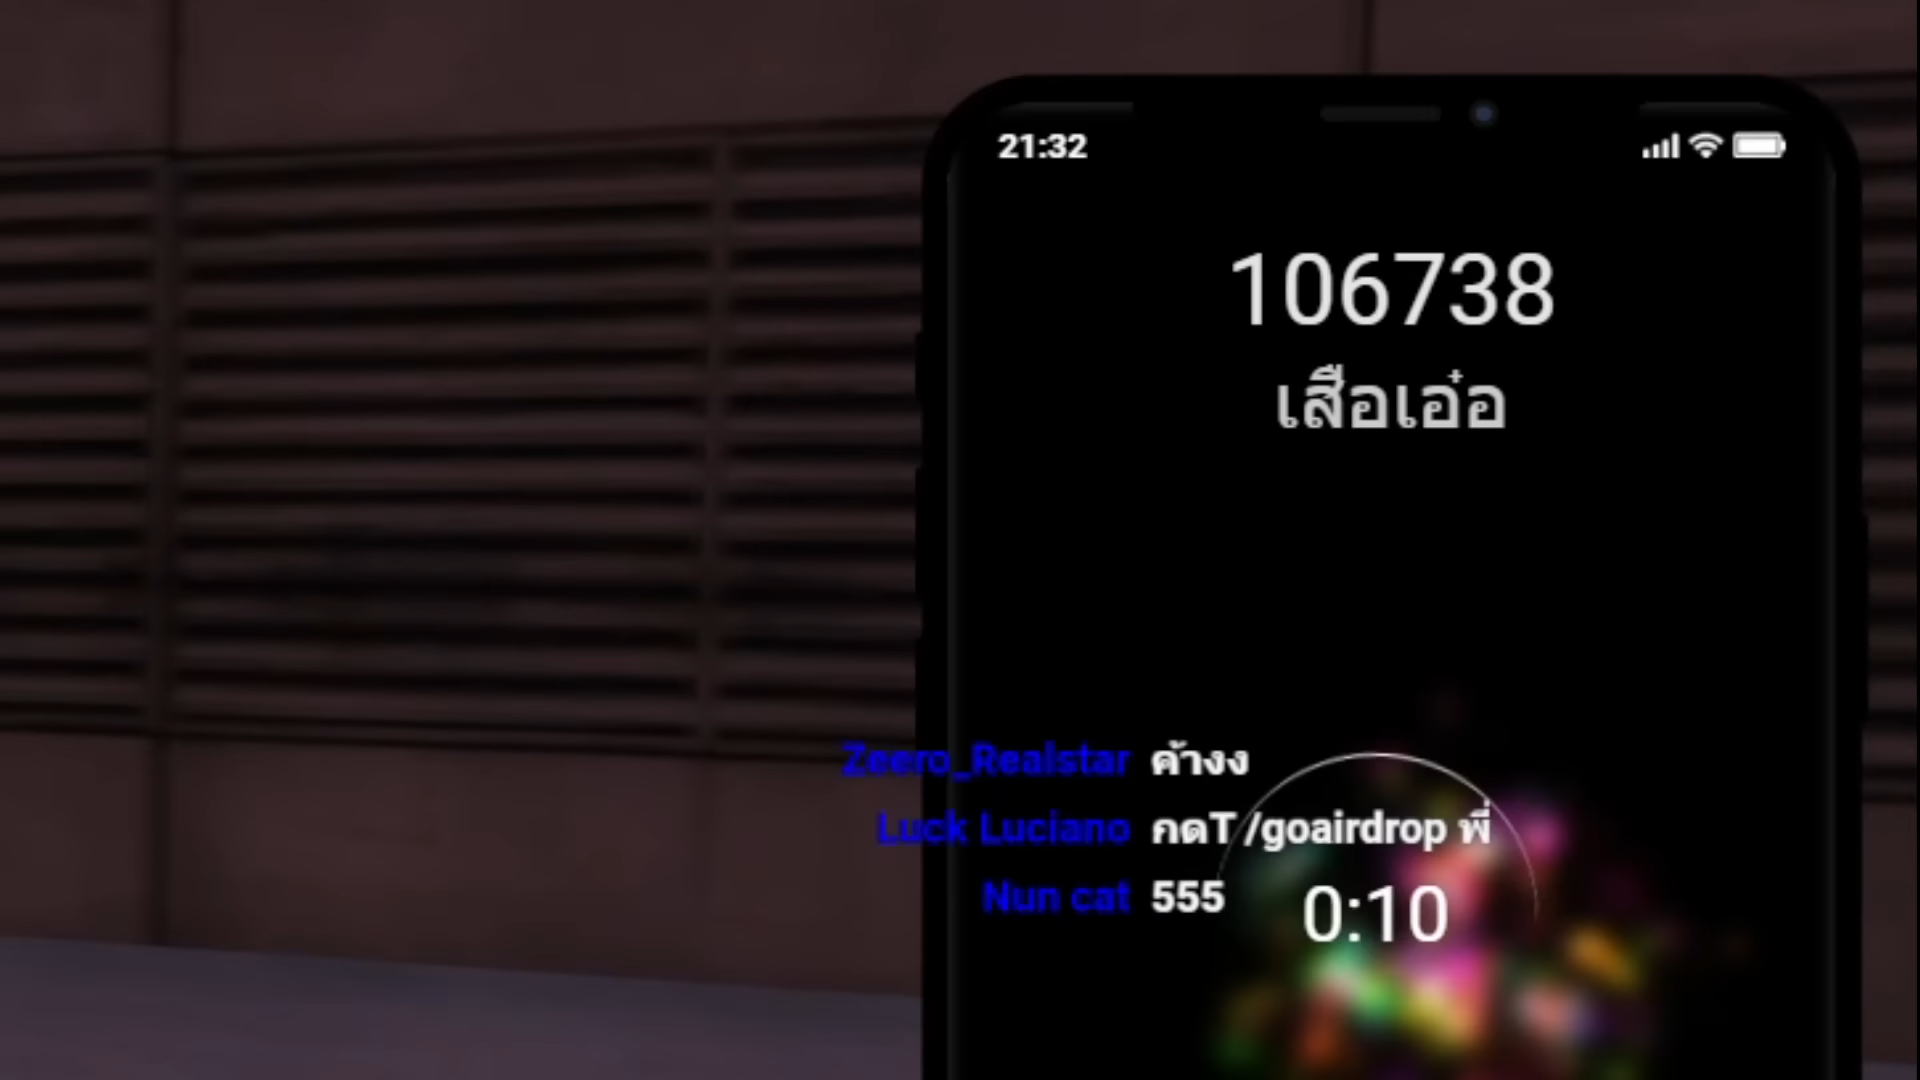 21:32
106738
เสือเอ๋อ
Zeero_Realstar ค้างง
Luck Luciano กดT /goairdrop พี่
Nun cat 555
0:10